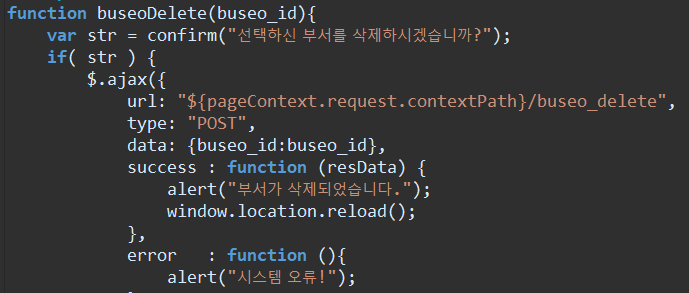 function buseoDelete(buseo_id){
    var str = confirm("선택하신 부서를 삭제하시겠습니까?");
    if( str ) {
        $.ajax({
            url: "${pageContext.request.contextPath}/buseo_delete",
            type: "POST",
            data: {buseo_id:buseo_id},
            success : function (resData) {
                alert("부서가 삭제되었습니다.");
                window.location.reload();
            },
            error   : function (){
                alert("시스템 오류!");